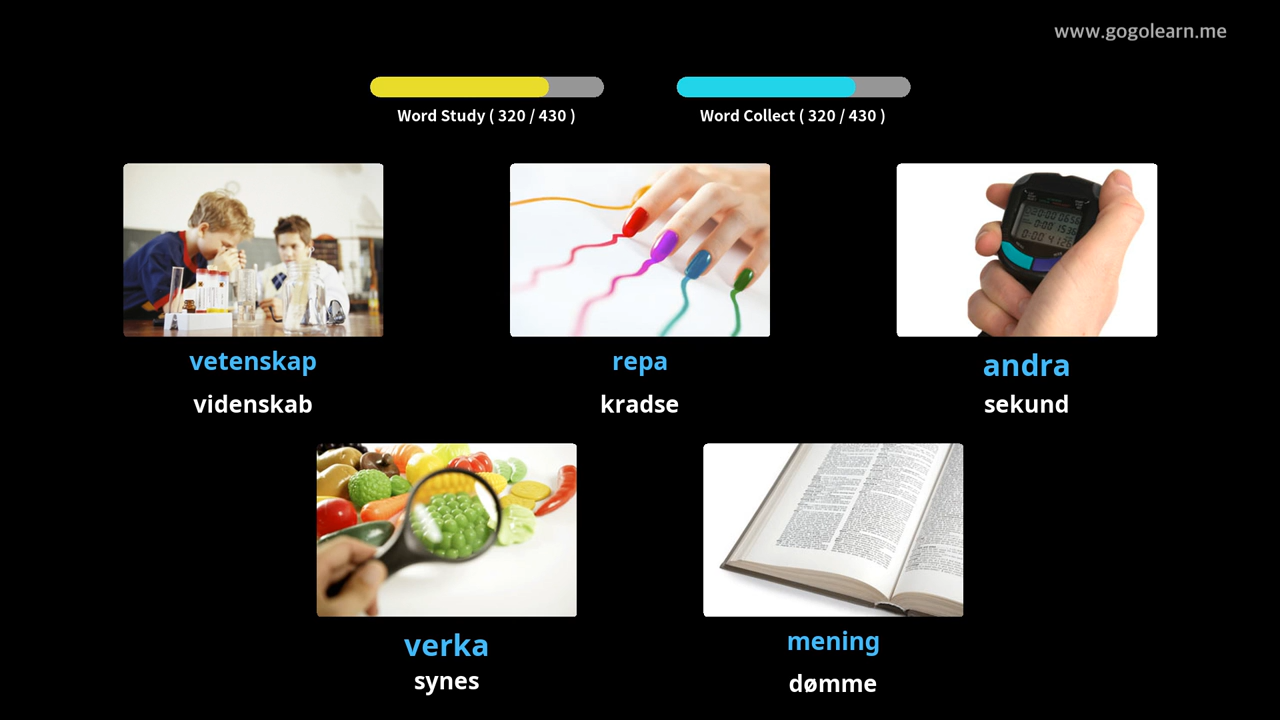 www.gogolearn.me
Word Study ( 320 / 430 )
Word Collect ( 320 / 430 )
vetenskap
videnskab
repa
kradse
andra
sekund
verka
synes
mening
dømme